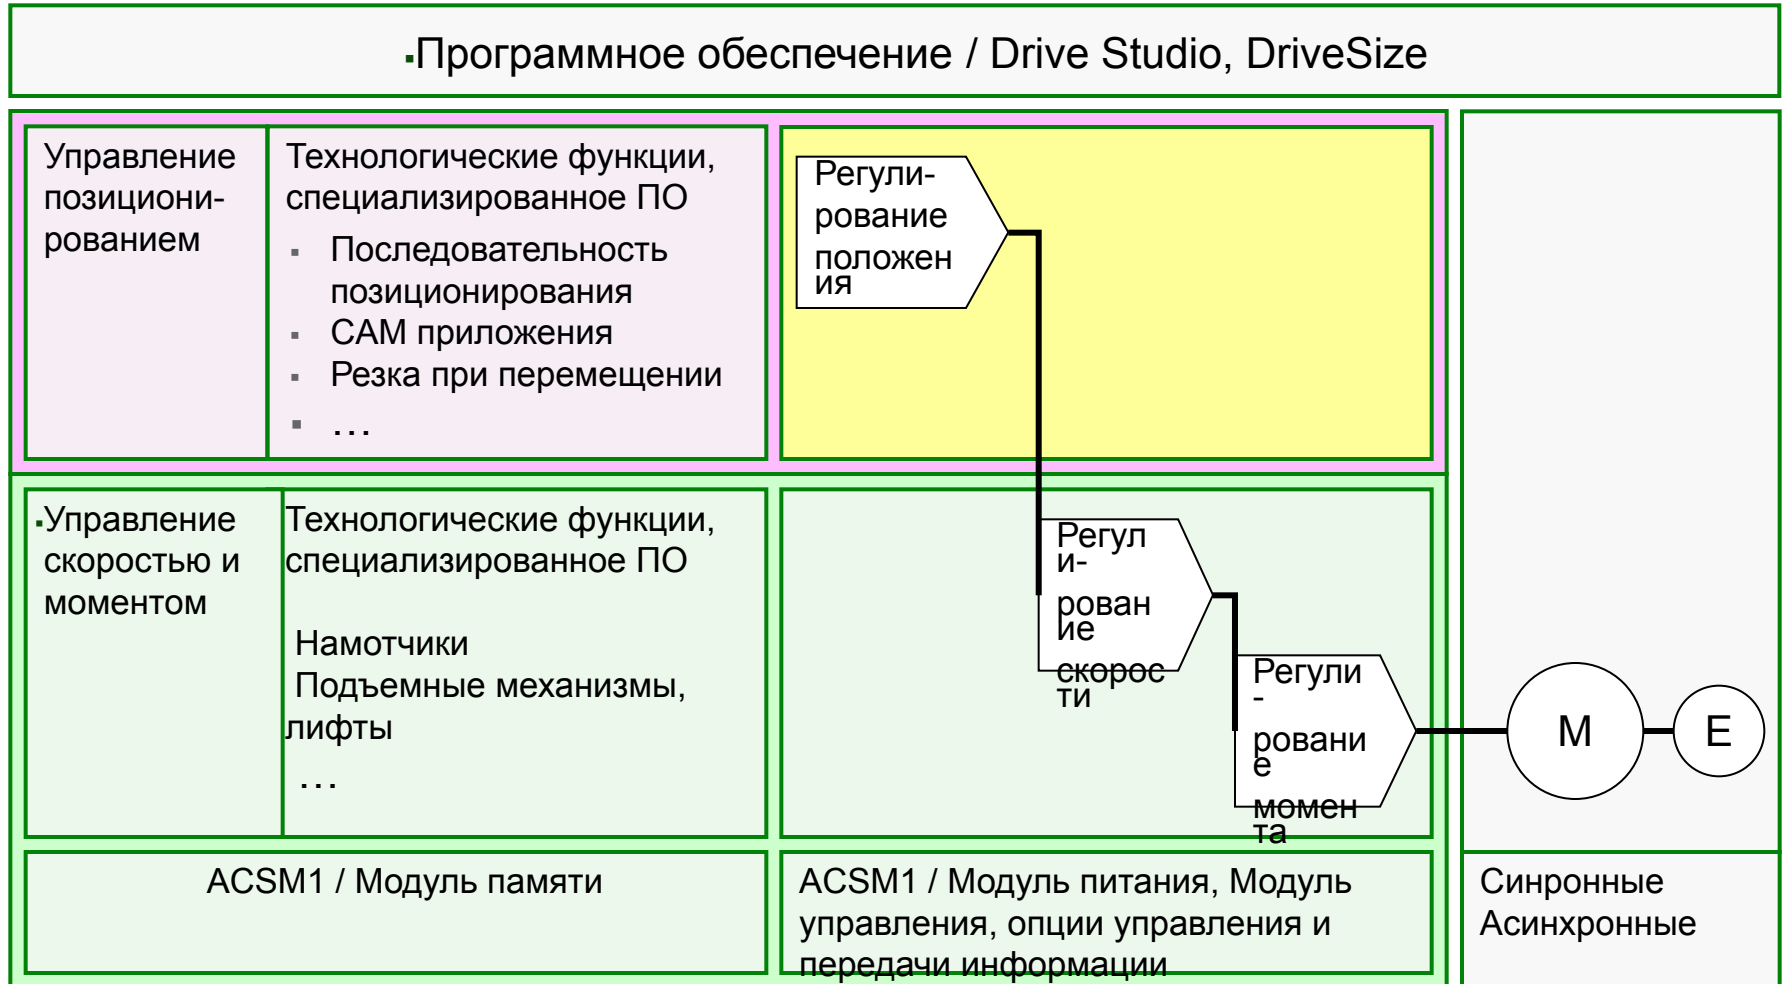 ▪Программное обеспечение / Drive Studio, DriveSize
Управление
позициони-
рованием
Технологические функции,
специализированное ПО
▪ Последовательность
позиционирования
▪ САМ приложения
▪ Резка при перемещении
▪ …
Регули-
рование
положен
ия
▪Управление
скоростью и
моментом
Технологические функции,
специализированное ПО
Намотчики
Подъемные механизмы,
лифты
…
Регул
и-
рован
ие
скорос
ти
Регули
-
ровани
е
момен
та
M
E
ACSM1 / Модуль памяти
ACSM1 / Модуль питания, Модуль
управления, опции управления и
передачи информации
Синронные
Асинхронные